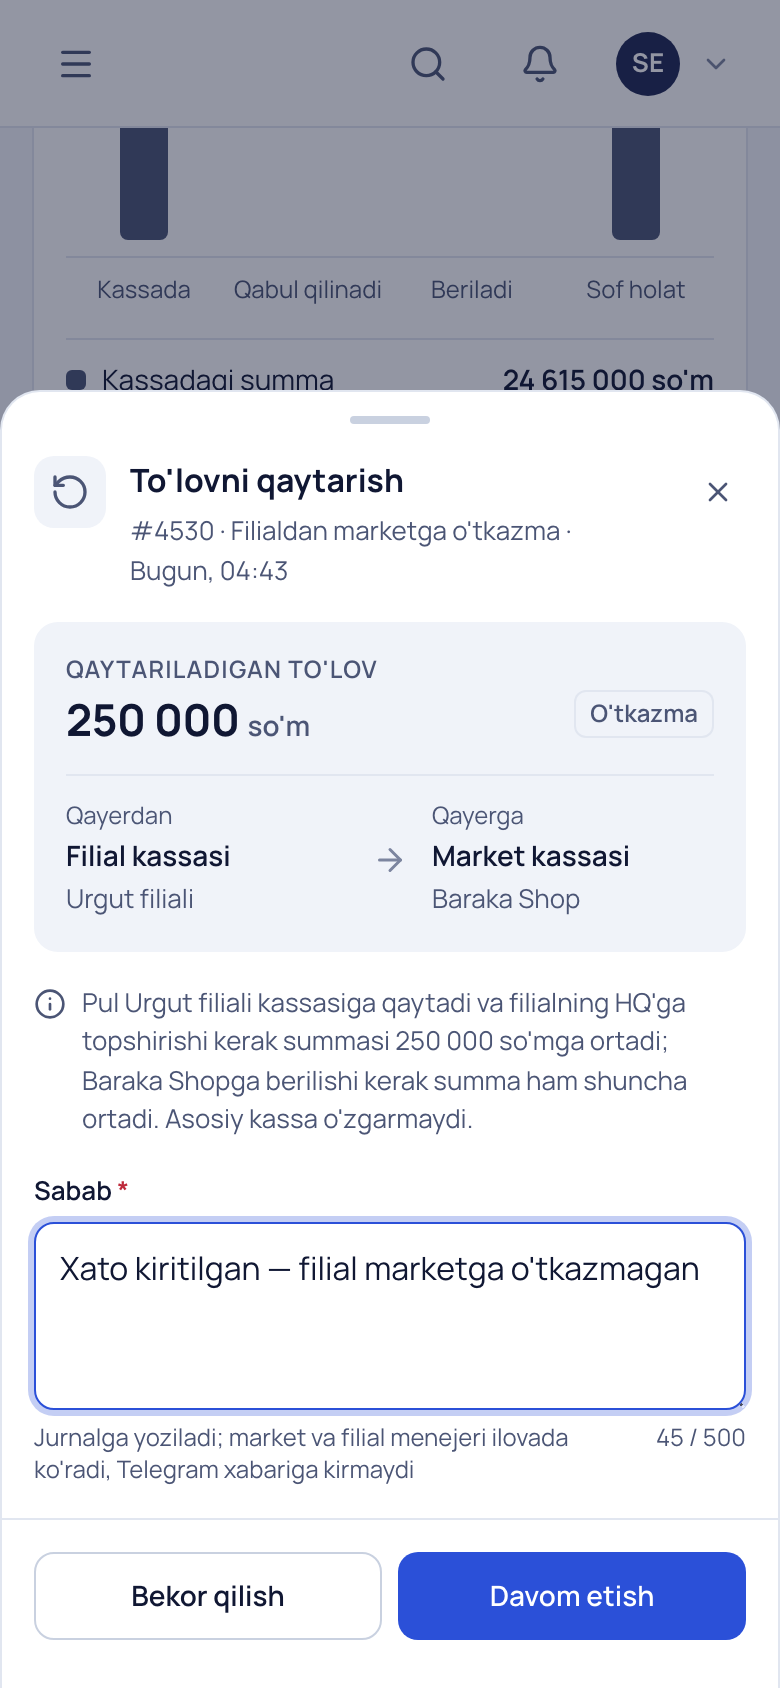 SE
Kassada Qabul qilinadi Beriladi Sof holat
Kassadagi summa 24 615 000 so'm
To'lovni qaytarish
#4530 · Filialdan marketga o'tkazma ·
Bugun, 04:43
QAYTARILADIGAN TO'LOV
250 000 so'm
O'tkazma
Qayerdan Qayerga
Filial kassasi Market kassasi
Urgut filiali Baraka Shop
Pul Urgut filiali kassasiga qaytadi va filialning HQ'ga
topshirishi kerak summasi 250 000 so'mga ortadi;
Baraka Shopga berilishi kerak summa ham shuncha
ortadi. Asosiy kassa o'zgarmaydi.
Sabab *
Xato kiritilgan — filial marketga o'tkazmagan
Jurnalga yoziladi; market va filial menejeri ilovada 45 / 500
ko'radi, Telegram xabariga kirmaydi
Bekor qilish Davom etish